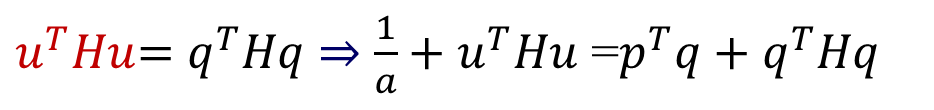 u^T Hu = q^T Hq ⇒ 1/a + u^T Hu = p^T q + q^T Hq